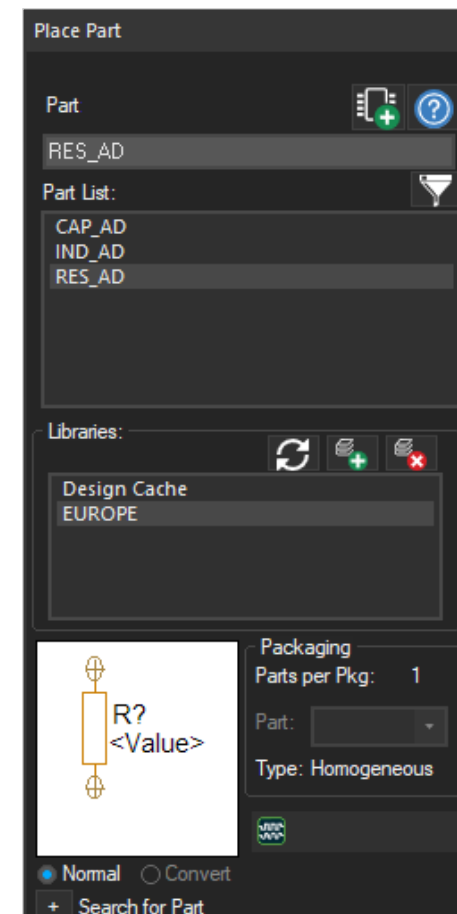 Place Part
Part
RES_AD
Part List:
CAP_AD
IND_AD
RES_AD
Libraries:
Design Cache
EUROPE
R?
<Value>
Packaging
Parts per Pkg: 1
Part:
Type: Homogeneous
Normal Convert
+ Search for Part